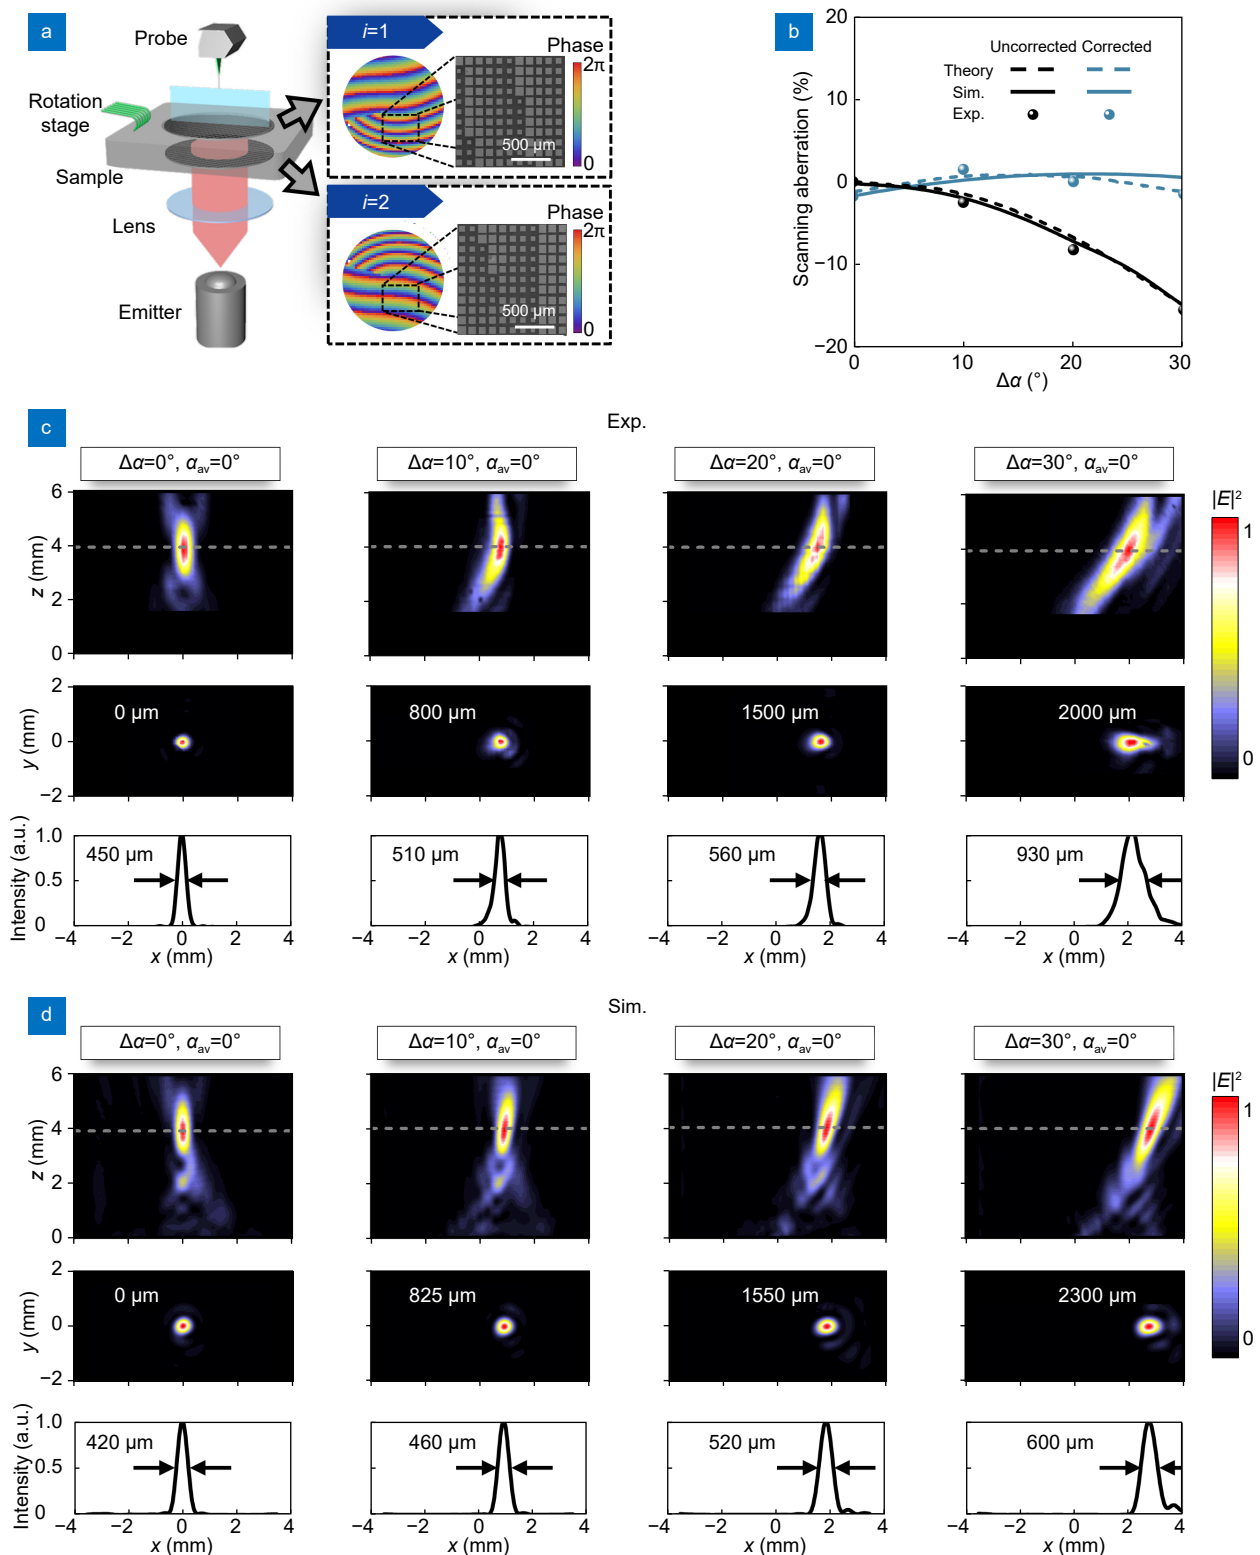 a
Probe
Rotation
stage
Sample
Lens
Emitter
i=1
Phase
2π
500 µm
0
i=2
Phase
2π
500 µm
0
b
Scanning aberration (%)
20
10
0
−10
−20
0
10
20
30
Δα (°)
Uncorrected Corrected
Theory
Sim.
Exp.
c
Exp.
Δα=0°, αav=0°
Δα=10°, αav=0°
Δα=20°, αav=0°
Δα=30°, αav=0°
z (mm)
6
4
2
0
|E|²
1
0
y (mm)
2
0
−2
0 µm
800 µm
1500 µm
2000 µm
Intensity (a.u.)
1.0
0.5
0
450 µm
510 µm
560 µm
930 µm
−4 −2 0 2 4
−4 −2 0 2 4
−4 −2 0 2 4
−4 −2 0 2 4
x (mm)
x (mm)
x (mm)
x (mm)
d
Sim.
Δα=0°, αav=0°
Δα=10°, αav=0°
Δα=20°, αav=0°
Δα=30°, αav=0°
z (mm)
6
4
2
0
|E|²
1
0
y (mm)
2
0
−2
0 µm
825 µm
1550 µm
2300 µm
Intensity (a.u.)
1.0
0.5
0
420 µm
460 µm
520 µm
600 µm
−4 −2 0 2 4
−4 −2 0 2 4
−4 −2 0 2 4
−4 −2 0 2 4
x (mm)
x (mm)
x (mm)
x (mm)